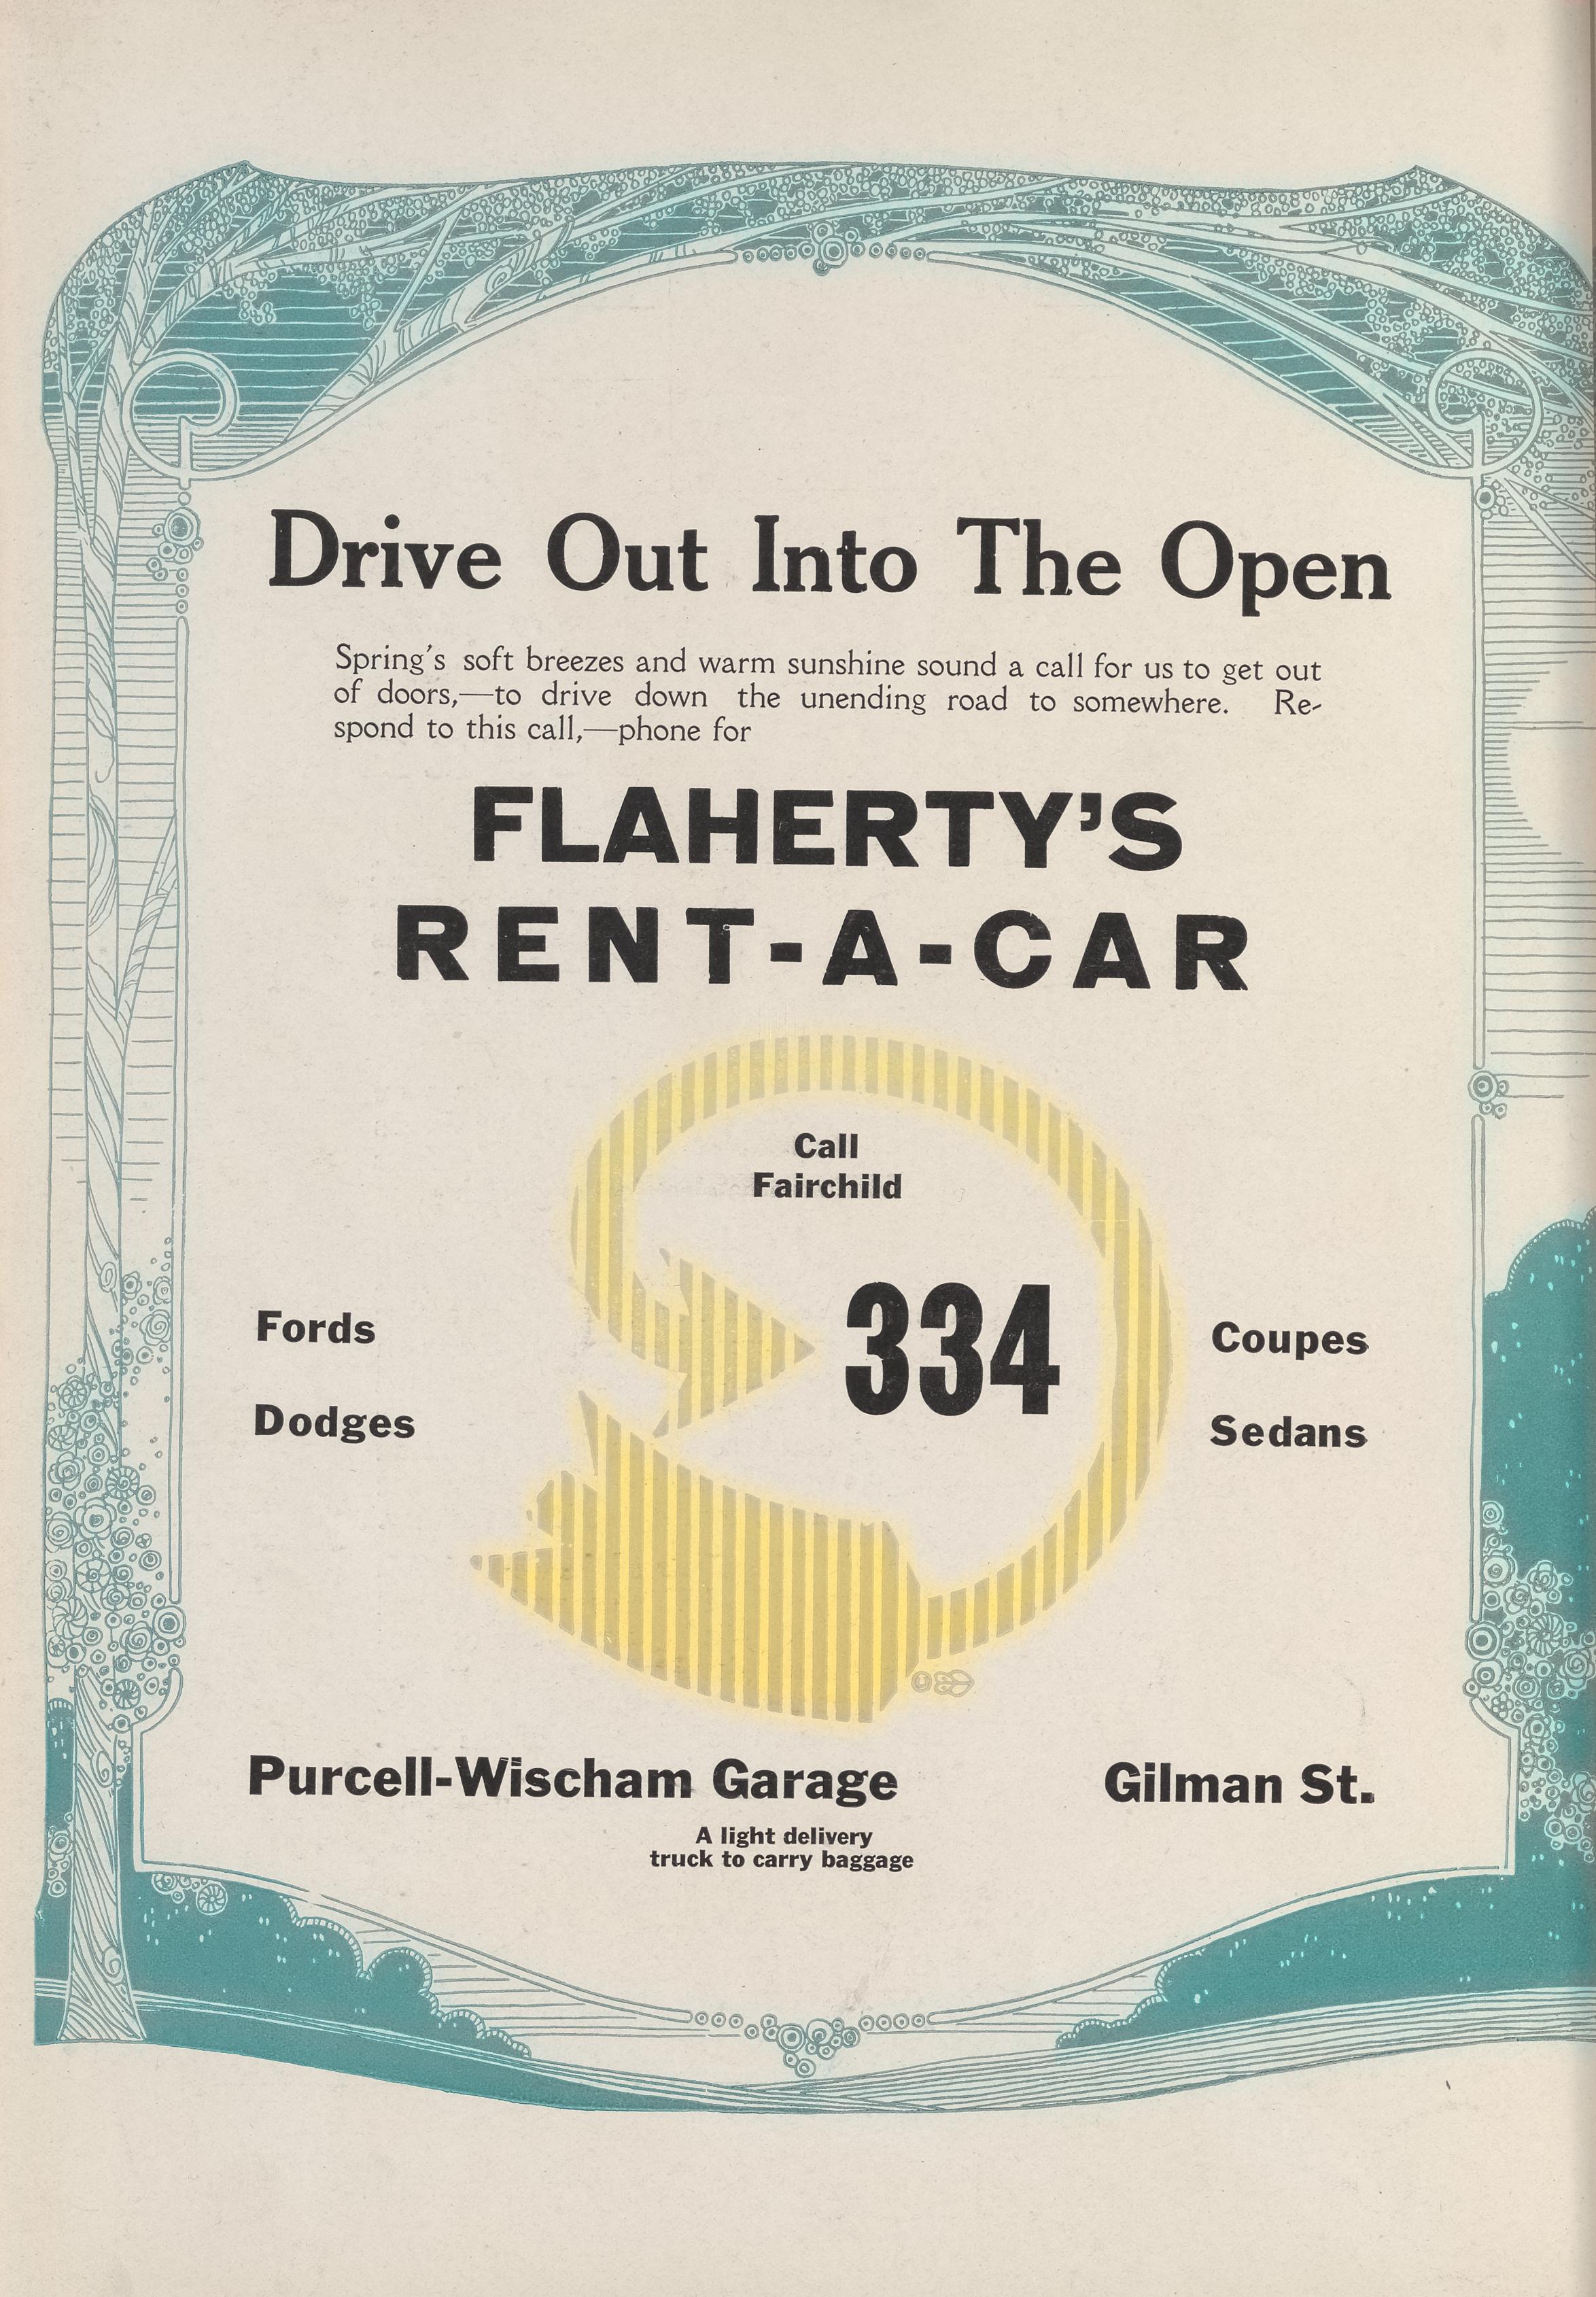 Drive Out Into The Open
Spring's soft breezes and warm sunshine sound a call for us to get out
of doors,—to drive down the unending road to somewhere. Re-
spond to this call,—phone for
FLAHERTY'S
RENT-A-CAR
Call
Fairchild
334
Fords
Coupes
Dodges
Sedans
Purcell-Wischam Garage
Gilman St.
A light delivery
truck to carry baggage